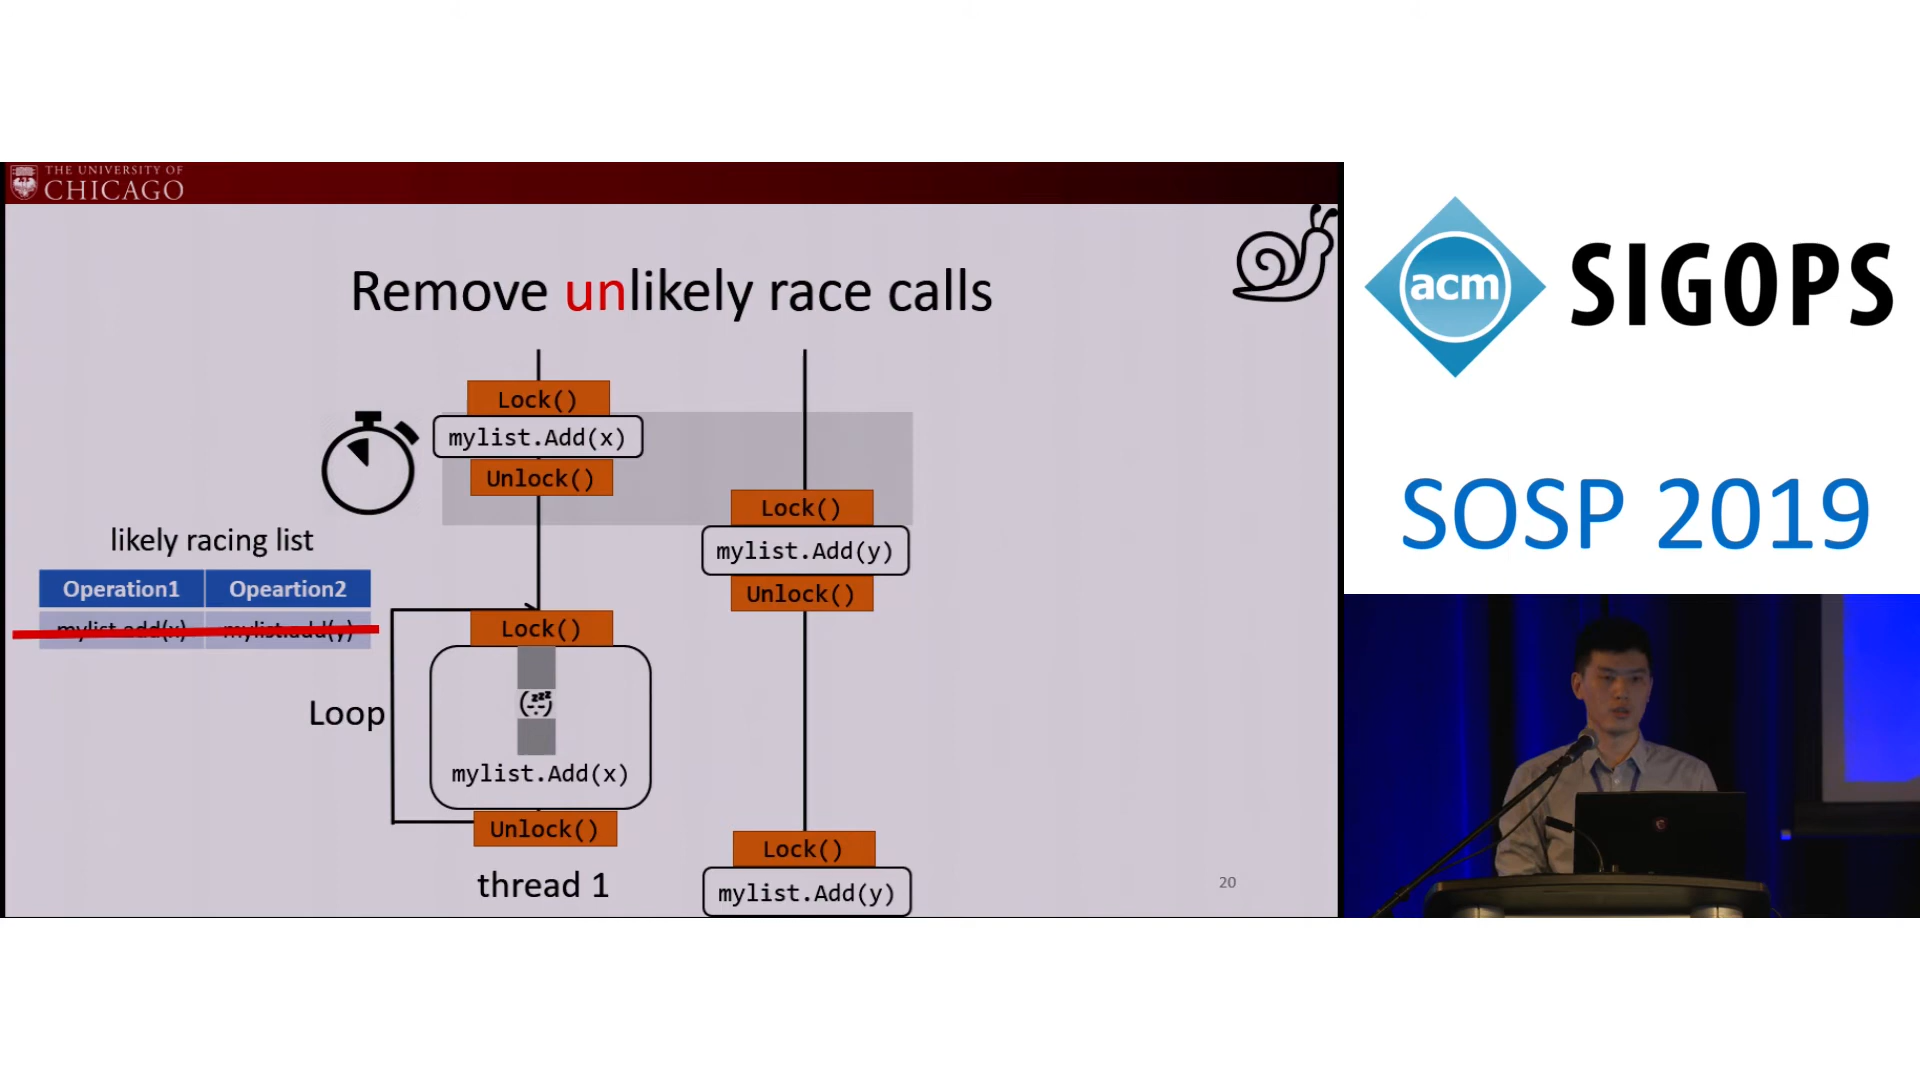 THE UNIVERSITY OF
CHICAGO
Remove unlikely race calls
Lock()
mylist.Add(x)
Unlock()
Lock()
mylist.Add(y)
Unlock()
likely racing list
Operation1 Opeartion2
mylist.add(x) mylist.add(y)
Lock()
zzz
Loop
mylist.Add(x)
Unlock()
thread 1
Lock()
mylist.Add(y)
20
acm
SIGOPS
SOSP 2019